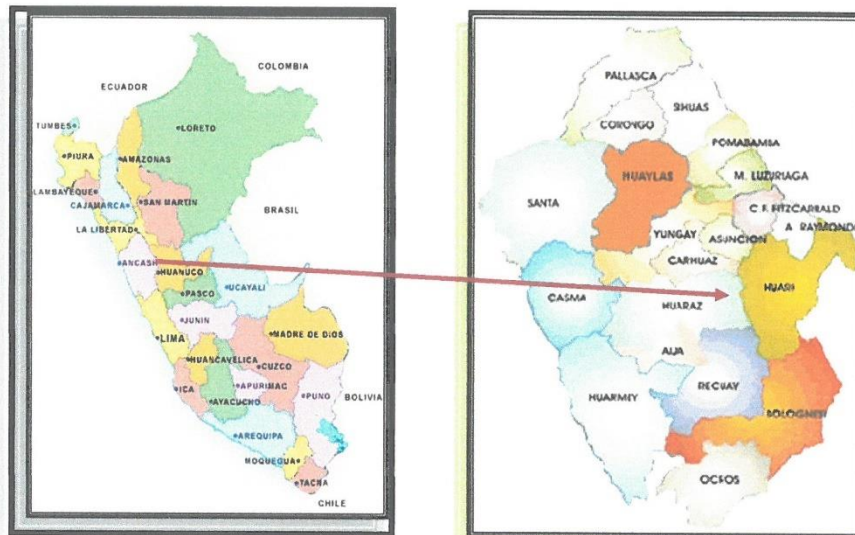 COLOMBIA
ECUADOR
TUMBES
LORETO
PIURA
AMAZONAS
LAMBAYEQUE
CAJAMARCA
SAN MARTIN
BRASIL
LA LIBERTAD
ANCASH
HUANUCO
PASCO
UCAYALI
JUNIN
LIMA
MADRE DE DIOS
HUANCAVELICA
CUZCO
ICA
APURIMAC
PUNO
BOLIVIA
AYACUCHO
AREQUIPA
MOQUEGUA
TACNA
CHILE
PALLASCA
SIHUAS
CORONGO
POMABAMBA
HUAYLAS
M. LUZURIAGA
SANTA
C F. FITZCARRALD
A. RAYMONDI
YUNGAY
ASUNCION
CARHUAZ
HUARI
CASMA
HUARAZ
AIJA
RECUAY
HUARMEY
BOLOGNESI
OCROS